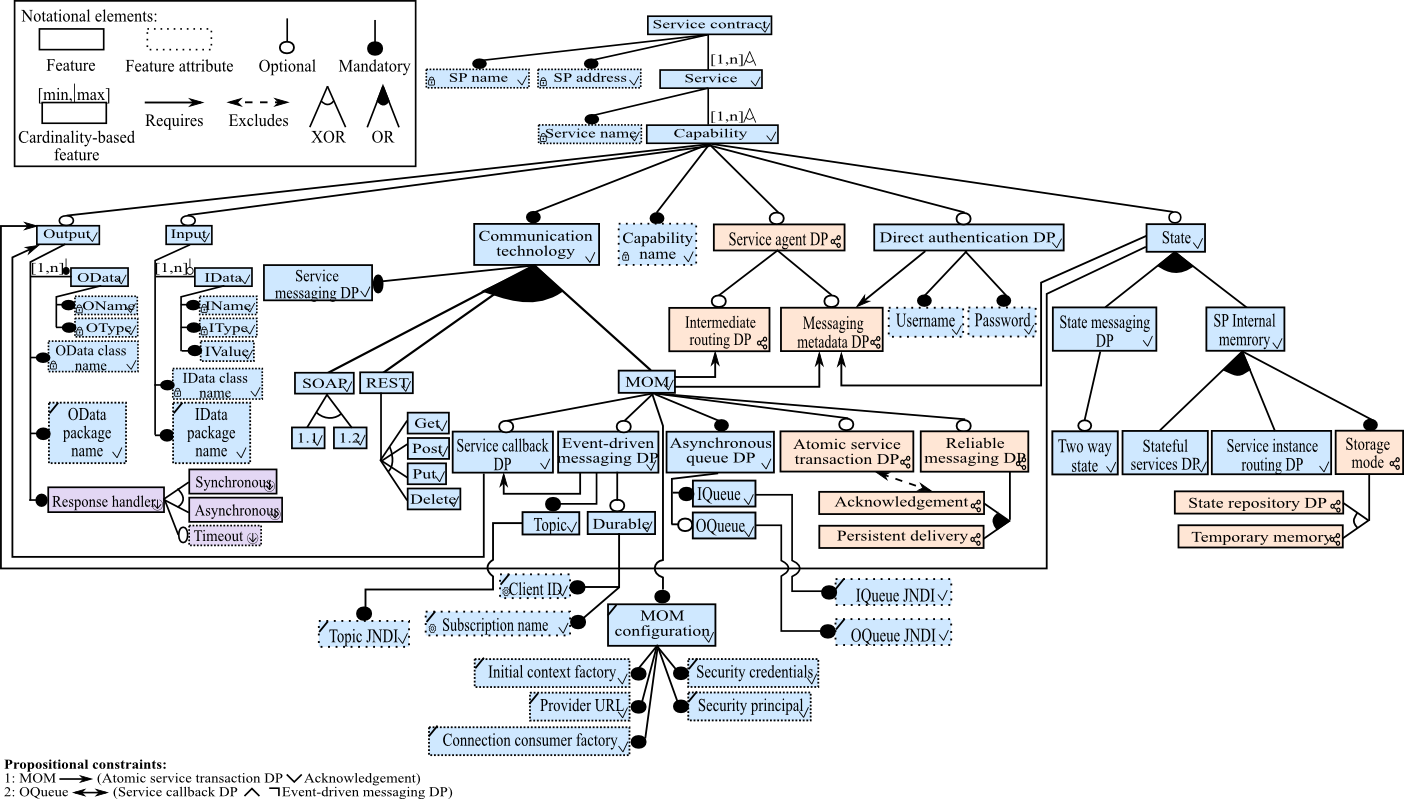 Notational elements:
Feature
Feature attribute
Optional
Mandatory
[min, max]
Cardinality-based
feature
Requires
Excludes
XOR
OR
Service contract
SP name
SP address
[1,n]
Service
Service name
[1,n]
Capability
Output
Input
Communication
technology
Capability
name
Service agent DP
Direct authentication DP
State
[1,n]
OData
OName
OType
OData class
name
OData
package
name
Response handler
Synchronous
Asynchronous
Timeout
[1,n]
IData
IName
IType
IValue
IData class
name
IData
package
name
Service
messaging DP
SOAP
1.1
1.2
REST
Get
Post
Put
Delete
MOM
Intermediate
routing DP
Messaging
metadata DP
Username
Password
State messaging
DP
SP Internal
memrory
Service callback
DP
Event-driven
messaging DP
Asynchronous
queue DP
Atomic service
transaction DP
Reliable
messaging DP
Two way
state
Stateful
services DP
Service instance
routing DP
Storage
mode
Topic
Durable
IQueue
OQueue
Acknowledgement
Persistent delivery
State repository DP
Temporary memory
Client ID
Subscription name
Topic JNDI
MOM
configuration
IQueue JNDI
OQueue JNDI
Initial context factory
Provider URL
Connection consumer factory
Security credentials
Security principal
Propositional constraints:
1: MOM ⟶ (Atomic service transaction DP ∨ Acknowledgement)
2: OQueue ⟷ (Service callback DP ∧ ¬Event-driven messaging DP)